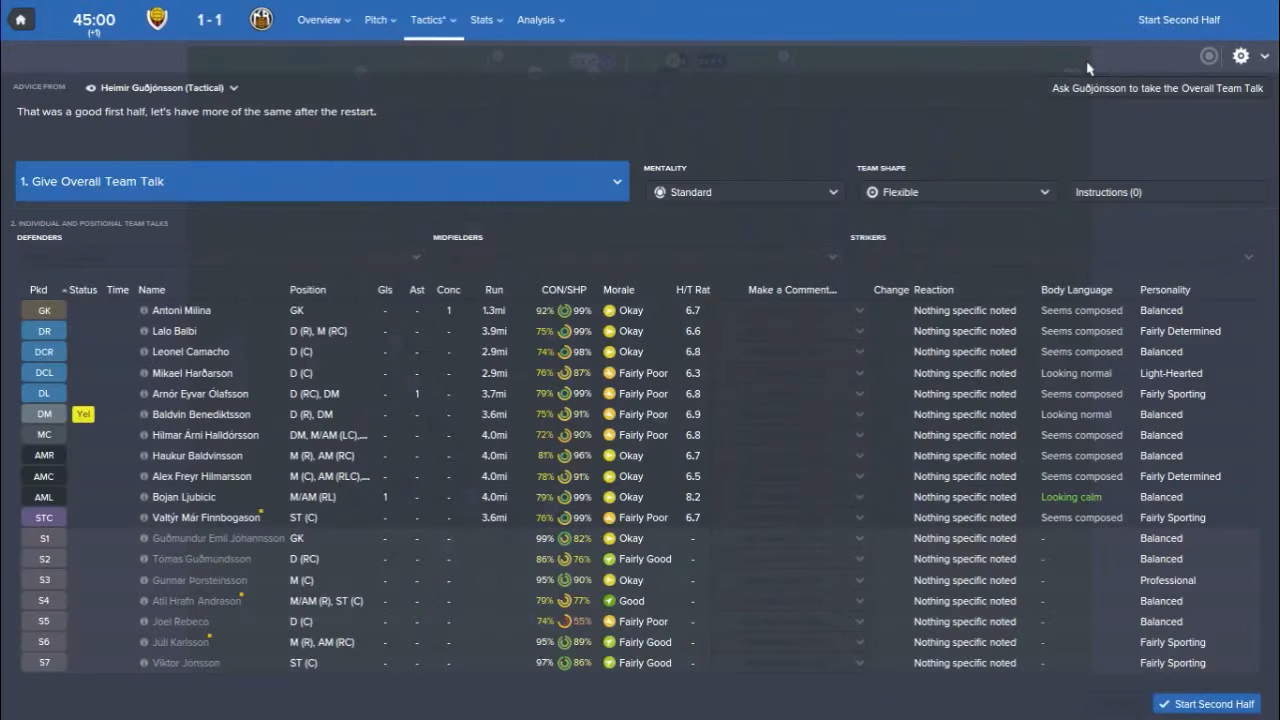 45:00 (+1) 1 - 1 Overview Pitch Tactics* Stats Analysis Start Second Half
ADVICE FROM Heimir Guðjónsson (Tactical) Ask Guðjónsson to take the Overall Team Talk
That was a good first half, let's have more of the same after the restart.
MENTALITY TEAM SHAPE
1. Give Overall Team Talk Standard Flexible Instructions (0)
2. INDIVIDUAL AND POSITIONAL TEAM TALKS
DEFENDERS MIDFIELDERS STRIKERS
Pkd Status Time Name Position Gls Ast Conc Run CON/SHP Morale H/T Rat Make a Comment... Change Reaction Body Language Personality
GK Antoni Milina GK - - 1 1.3mi 92% 99% Okay 6.7 Nothing specific noted Seems composed Balanced
DR Lalo Balbi D (R), M (RC) - - - 3.9mi 75% 99% Okay 6.6 Nothing specific noted Seems composed Fairly Determined
DCR Leonel Camacho D (C) - - - 2.9mi 74% 98% Okay 6.8 Nothing specific noted Seems composed Balanced
DCL Mikael Harðarson D (C) - - - 2.9mi 76% 87% Fairly Poor 6.3 Nothing specific noted Looking normal Light-Hearted
DL Arnór Eyvar Ólafsson D (RC), DM - 1 - 3.7mi 79% 99% Fairly Poor 6.8 Nothing specific noted Seems composed Fairly Sporting
DM Yel Baldvin Benediktsson D (R), DM - - - 3.6mi 75% 91% Fairly Poor 6.9 Nothing specific noted Looking normal Balanced
MC Hilmar Árni Halldórsson DM, M/AM (LC),... - - - 4.0mi 72% 90% Fairly Poor 6.8 Nothing specific noted Seems composed Balanced
AMR Haukur Baldvinsson M (R), AM (RC) - - - 4.0mi 81% 96% Okay 6.7 Nothing specific noted Seems composed Balanced
AMC Alex Freyr Hilmarsson M (C), AM (RLC),... - - - 4.0mi 78% 91% Okay 6.5 Nothing specific noted Seems composed Fairly Determined
AML Bojan Ljubicic M/AM (RL) 1 - - 4.0mi 79% 99% Okay 8.2 Nothing specific noted Looking calm Balanced
STC Valtýr Már Finnbogason ST (C) - - - 3.6mi 76% 99% Fairly Poor 6.7 Nothing specific noted Seems composed Fairly Sporting
S1 Guðmundur Emil Jóhannsson GK - - - 99% 82% Okay - Nothing specific noted - Balanced
S2 Tómas Guðmundsson D (RC) - - - 86% 76% Fairly Good - Nothing specific noted - Balanced
S3 Gunnar Þorsteinsson M (C) - - - 95% 90% Okay - Nothing specific noted - Professional
S4 Atli Hrafn Andrason M/AM (R), ST (C) - - - 79% 77% Good - Nothing specific noted - Balanced
S5 Joel Rebeco D (C) - - - 74% 55% Fairly Poor - Nothing specific noted - Balanced
S6 Júlí Karlsson M (R), AM (RC) - - - 95% 89% Fairly Good - Nothing specific noted - Fairly Sporting
S7 Viktor Jónsson ST (C) - - - 97% 86% Fairly Good - Nothing specific noted - Fairly Sporting
Start Second Half